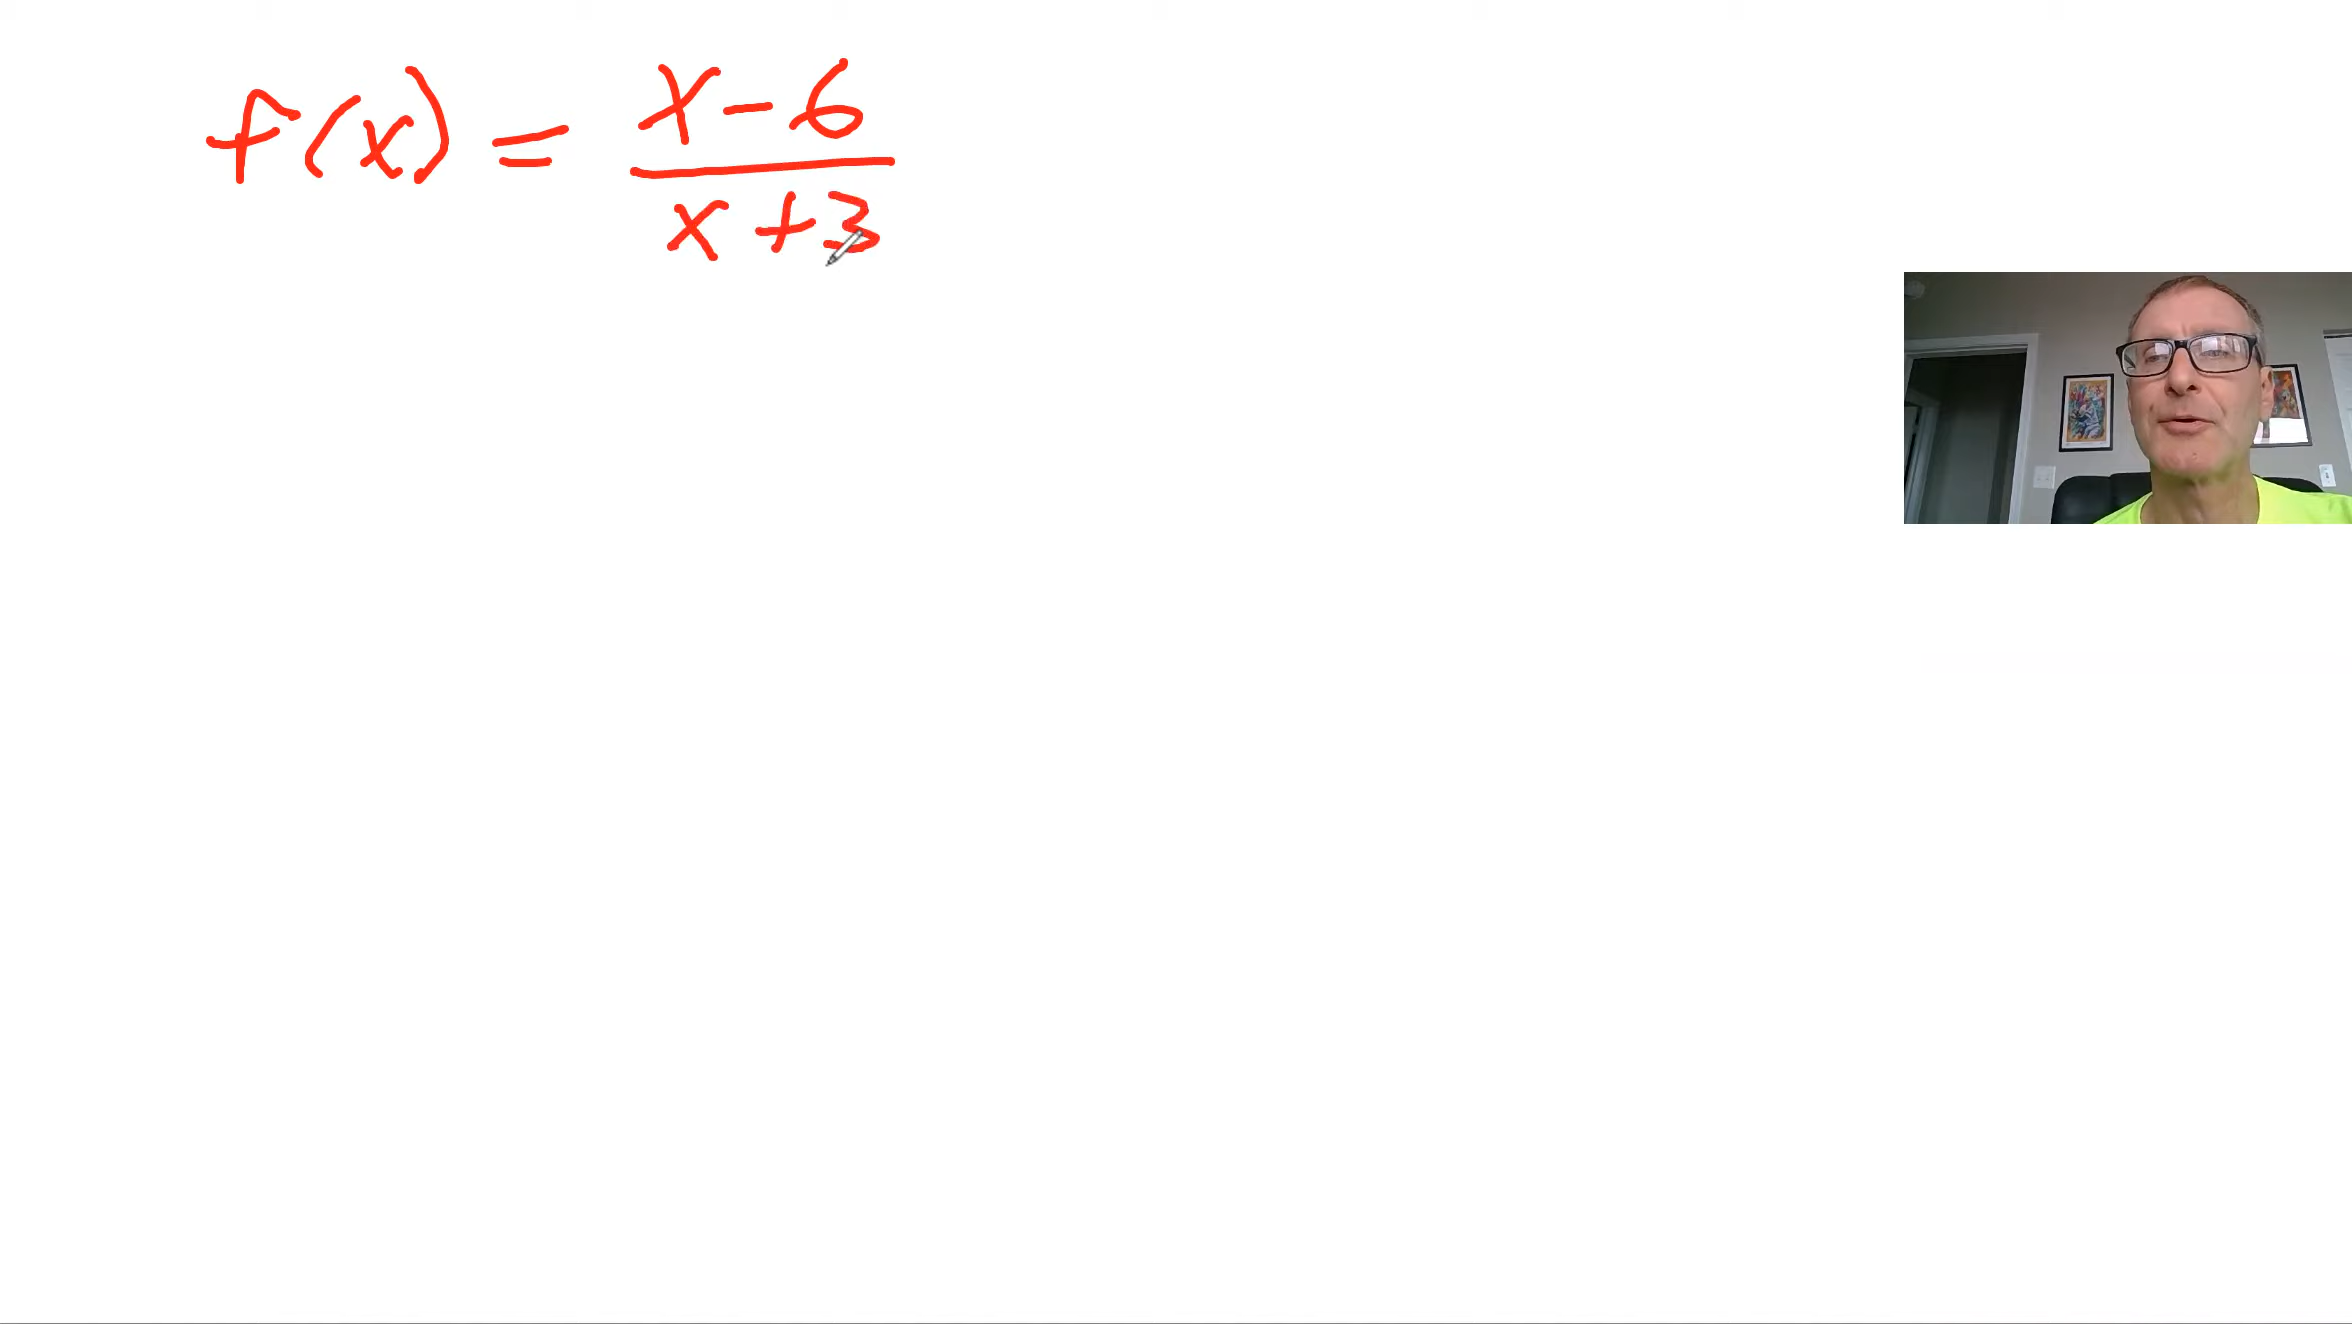 f(x) = x - 6
x + 3